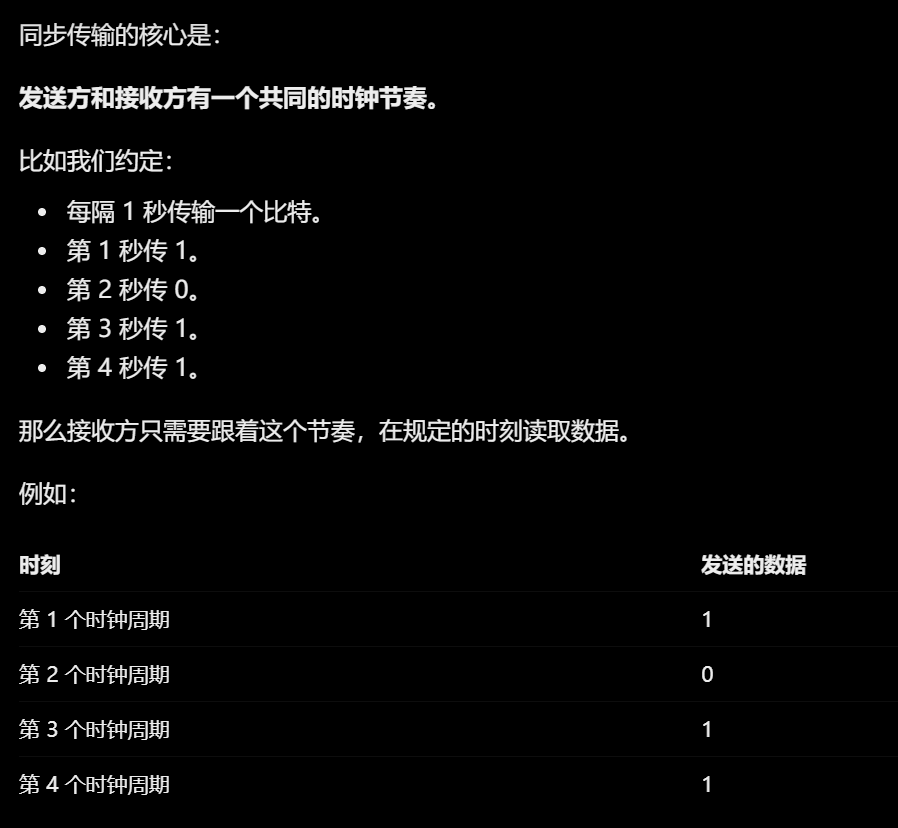 同步传输的核心是：
发送方和接收方有一个共同的时钟节奏。
比如我们约定：
• 每隔 1 秒传输一个比特。
• 第 1 秒传 1。
• 第 2 秒传 0。
• 第 3 秒传 1。
• 第 4 秒传 1。
那么接收方只需要跟着这个节奏，在规定的时刻读取数据。
例如：
时刻 发送的数据
第 1 个时钟周期 1
第 2 个时钟周期 0
第 3 个时钟周期 1
第 4 个时钟周期 1